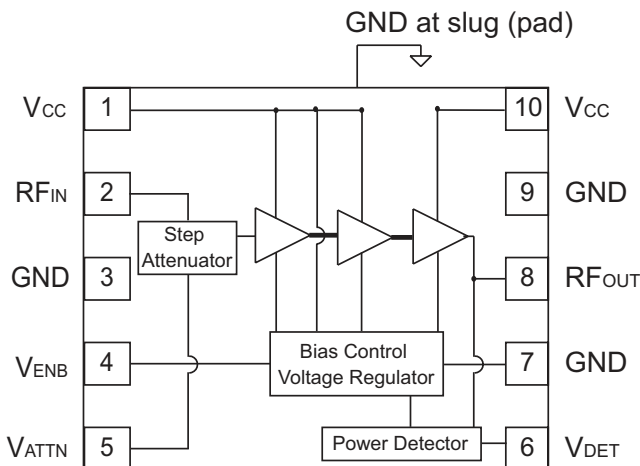 GND at slug (pad)
VCC 1
10 VCC
RFIN 2
9 GND
Step
Attenuator
GND 3
8 RFOUT
VENB 4
Bias Control
Voltage Regulator
7 GND
VATTN 5
Power Detector
6 VDET